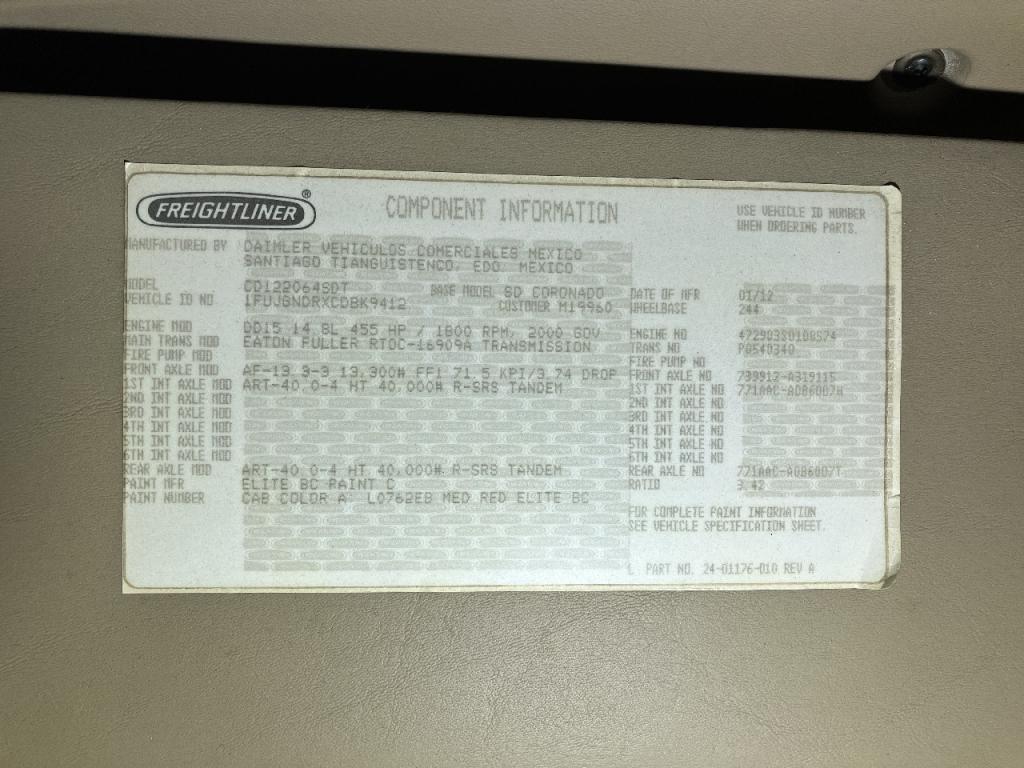 FREIGHTLINER®
COMPONENT INFORMATION
USE VEHICLE ID NUMBER
WHEN ORDERING PARTS.
MANUFACTURED BY DAIMLER VEHICULOS COMERCIALES MEXICO
SANTIAGO TIANGUISTENCO, EDO. MEXICO
MODEL CD122064SDT BASE MODEL SD CORONADO DATE OF MFR 01/12
VEHICLE ID NO 1FUJGNDRXCDBK9412 CUSTOMER M19960 WHEELBASE 244
ENGINE MOD DD15 14.8L 455 HP / 1800 RPM, 2000 GOV ENGINE NO 472903S0108574
MAIN TRANS MOD EATON FULLER RTOC-16909A TRANSMISSION TRANS NO P0540340
FIRE PUMP MOD FIRE PUMP NO
FRONT AXLE MOD AF-13.3-3 13,300# FF1 71.5 KPI/3.74 DROP FRONT AXLE NO 739912-A319115
1ST INT AXLE MOD ART-40.0-4 HT 40,000# R-SRS TANDEM 1ST INT AXLE NO
2ND INT AXLE MOD 2ND INT AXLE NO
3RD INT AXLE MOD 3RD INT AXLE NO
4TH INT AXLE MOD 4TH INT AXLE NO
5TH INT AXLE MOD 5TH INT AXLE NO
6TH INT AXLE MOD 6TH INT AXLE NO
REAR AXLE MOD ART-40.0-4 HT 40,000# R-SRS TANDEM REAR AXLE NO
PAINT MFR ELITE BC PAINT C RATIO 3.42
PAINT NUMBER CAB COLOR A: L0762EB MED RED ELITE BC
FOR COMPLETE PAINT INFORMATION
SEE VEHICLE SPECIFICATION SHEET.
L PART NO. 24-01176-010 REV A